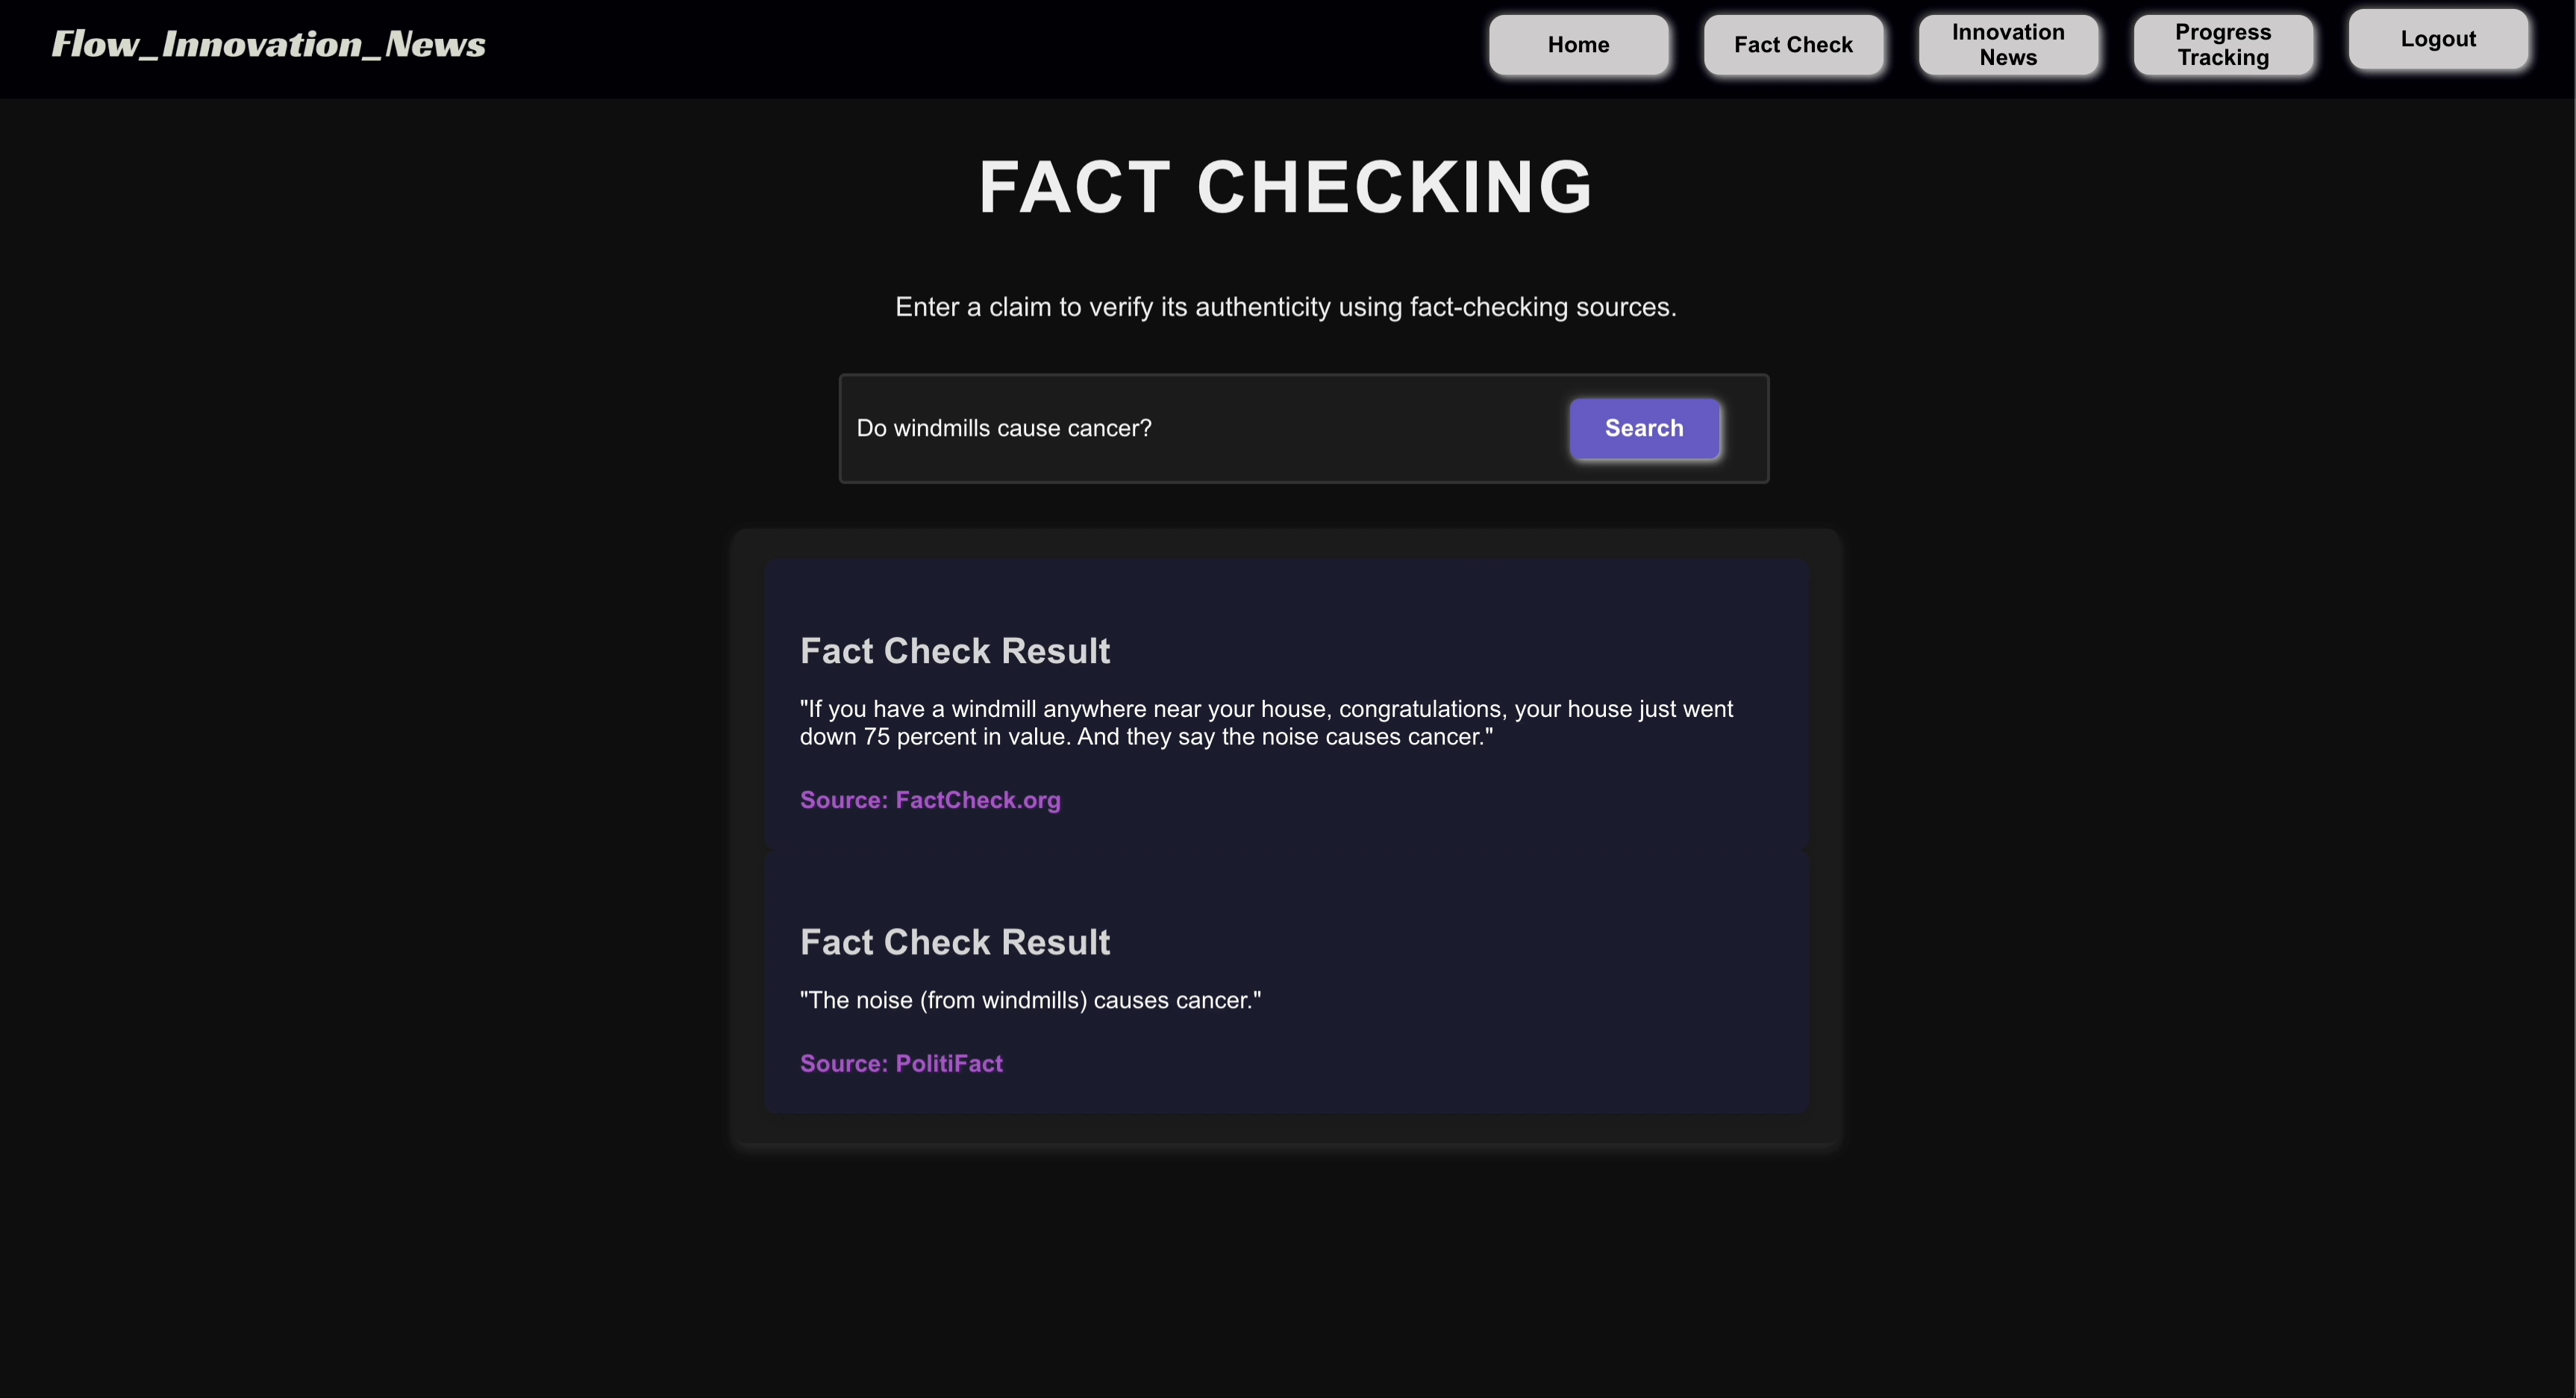 Flow_Innovation_News
Home
Fact Check
Innovation
News
Progress
Tracking
Logout
FACT CHECKING
Enter a claim to verify its authenticity using fact-checking sources.
Do windmills cause cancer?
Search
Fact Check Result
"If you have a windmill anywhere near your house, congratulations, your house just went
down 75 percent in value. And they say the noise causes cancer."
Source: FactCheck.org
Fact Check Result
"The noise (from windmills) causes cancer."
Source: PolitiFact